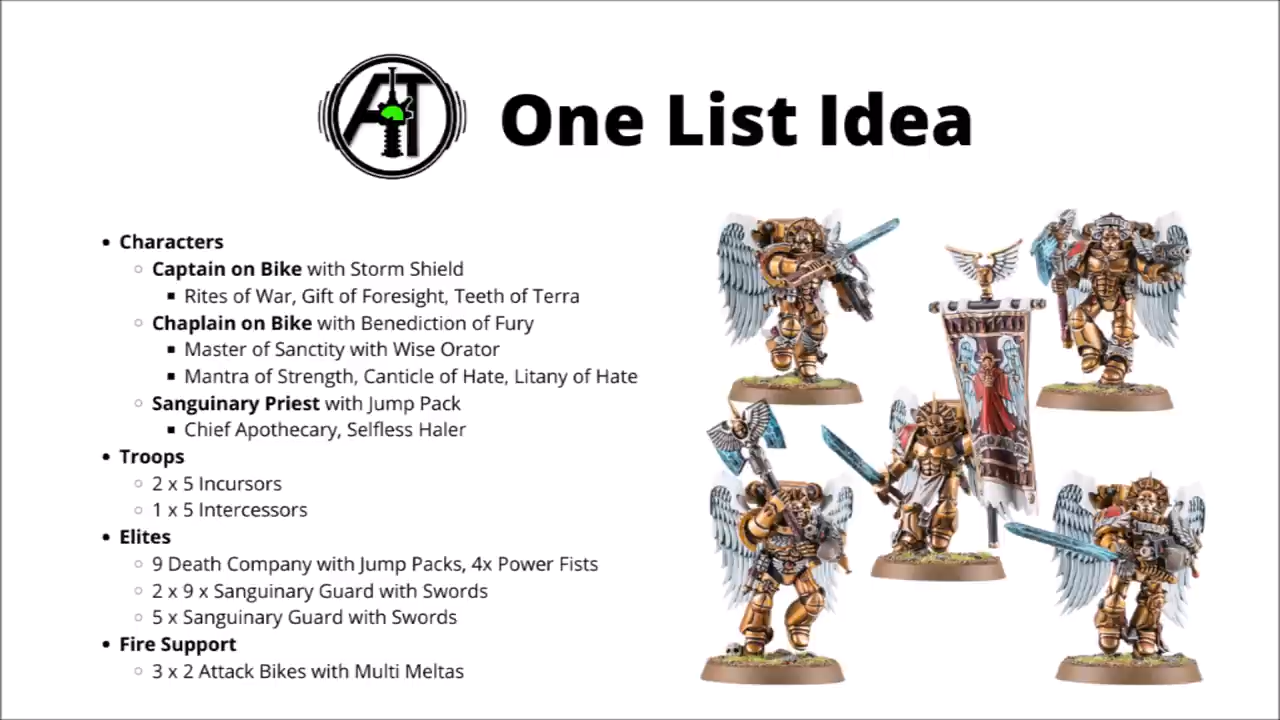 AT
One List Idea
• Characters
○ Captain on Bike with Storm Shield
▪ Rites of War, Gift of Foresight, Teeth of Terra
○ Chaplain on Bike with Benediction of Fury
▪ Master of Sanctity with Wise Orator
▪ Mantra of Strength, Canticle of Hate, Litany of Hate
○ Sanguinary Priest with Jump Pack
▪ Chief Apothecary, Selfless Haler
• Troops
○ 2 x 5 Incursors
○ 1 x 5 Intercessors
• Elites
○ 9 Death Company with Jump Packs, 4x Power Fists
○ 2 x 9 x Sanguinary Guard with Swords
○ 5 x Sanguinary Guard with Swords
• Fire Support
○ 3 x 2 Attack Bikes with Multi Meltas